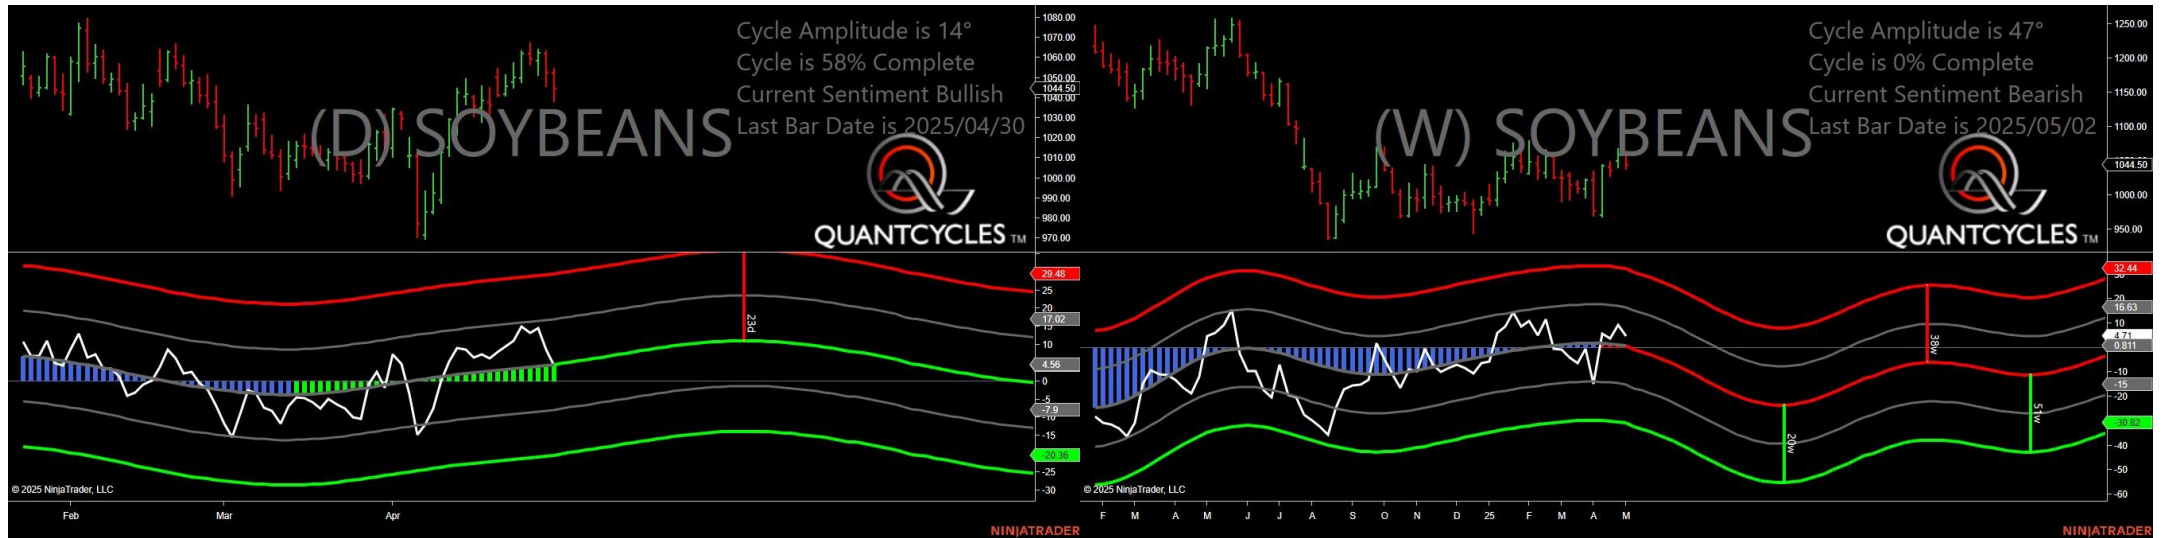 Cycle Amplitude is 14°
Cycle is 58% Complete
Current Sentiment Bullish
Last Bar Date is 2025/04/30
(D) SOYBEANS
QUANTCYCLES TM
1080.00
1070.00
1060.00
1050.00
1044.50
1040.00
1030.00
1020.00
1010.00
1000.00
990.00
980.00
970.00
29.48
25
20
17.02
10
4.56
0
-5
-7.9
-15
-20.36
-25
-30
23d
© 2025 NinjaTrader, LLC
Feb
Mar
Apr
NINJATRADER
Cycle Amplitude is 47°
Cycle is 0% Complete
Current Sentiment Bearish
Last Bar Date is 2025/05/02
(W) SOYBEANS
QUANTCYCLES TM
1250.00
1200.00
1150.00
1100.00
1044.50
1000.00
950.00
32.44
20
16.63
10
4.71
0.811
-10
-15
-20
-30.82
-40
-50
-60
38w
20w
51w
© 2025 NinjaTrader, LLC
F
M
A
M
J
J
A
S
O
N
D
25
F
M
A
M
NINJATRADER